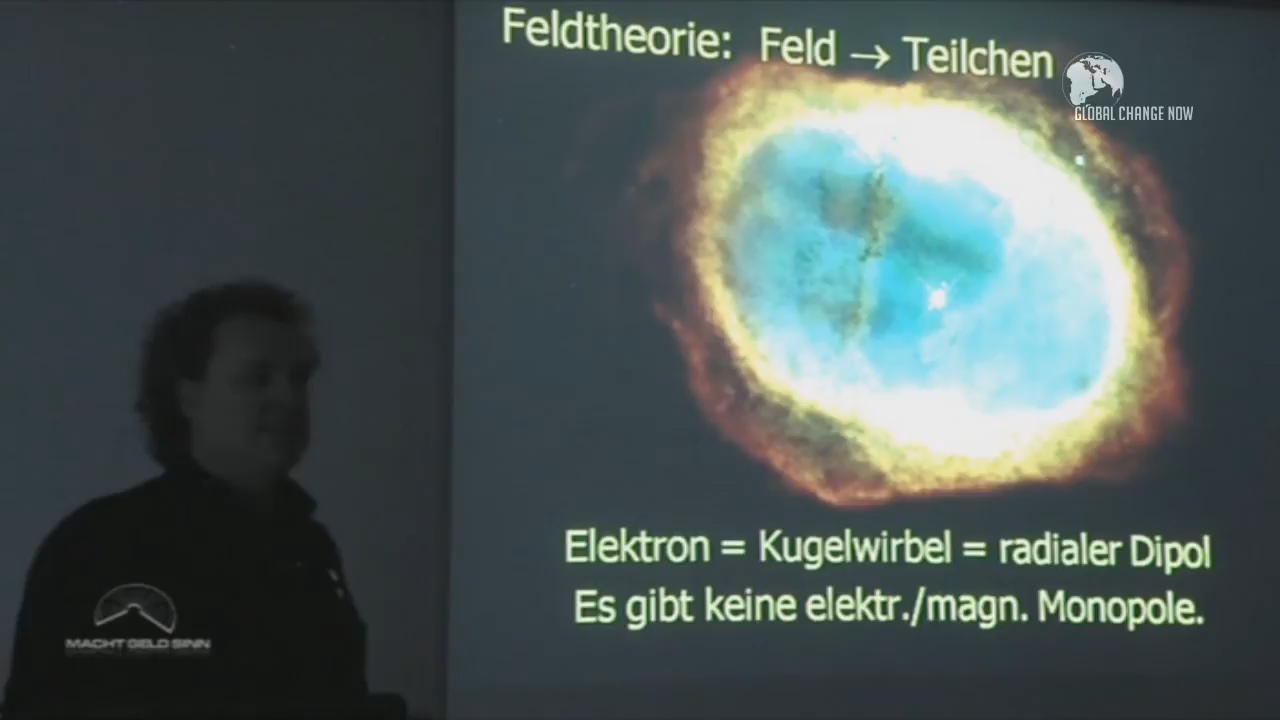 Feldtheorie: Feld → Teilchen
GLOBAL CHANGE NOW
Elektron = Kugelwirbel = radialer Dipol
Es gibt keine elektr./magn. Monopole.
MACHT GELD SINN